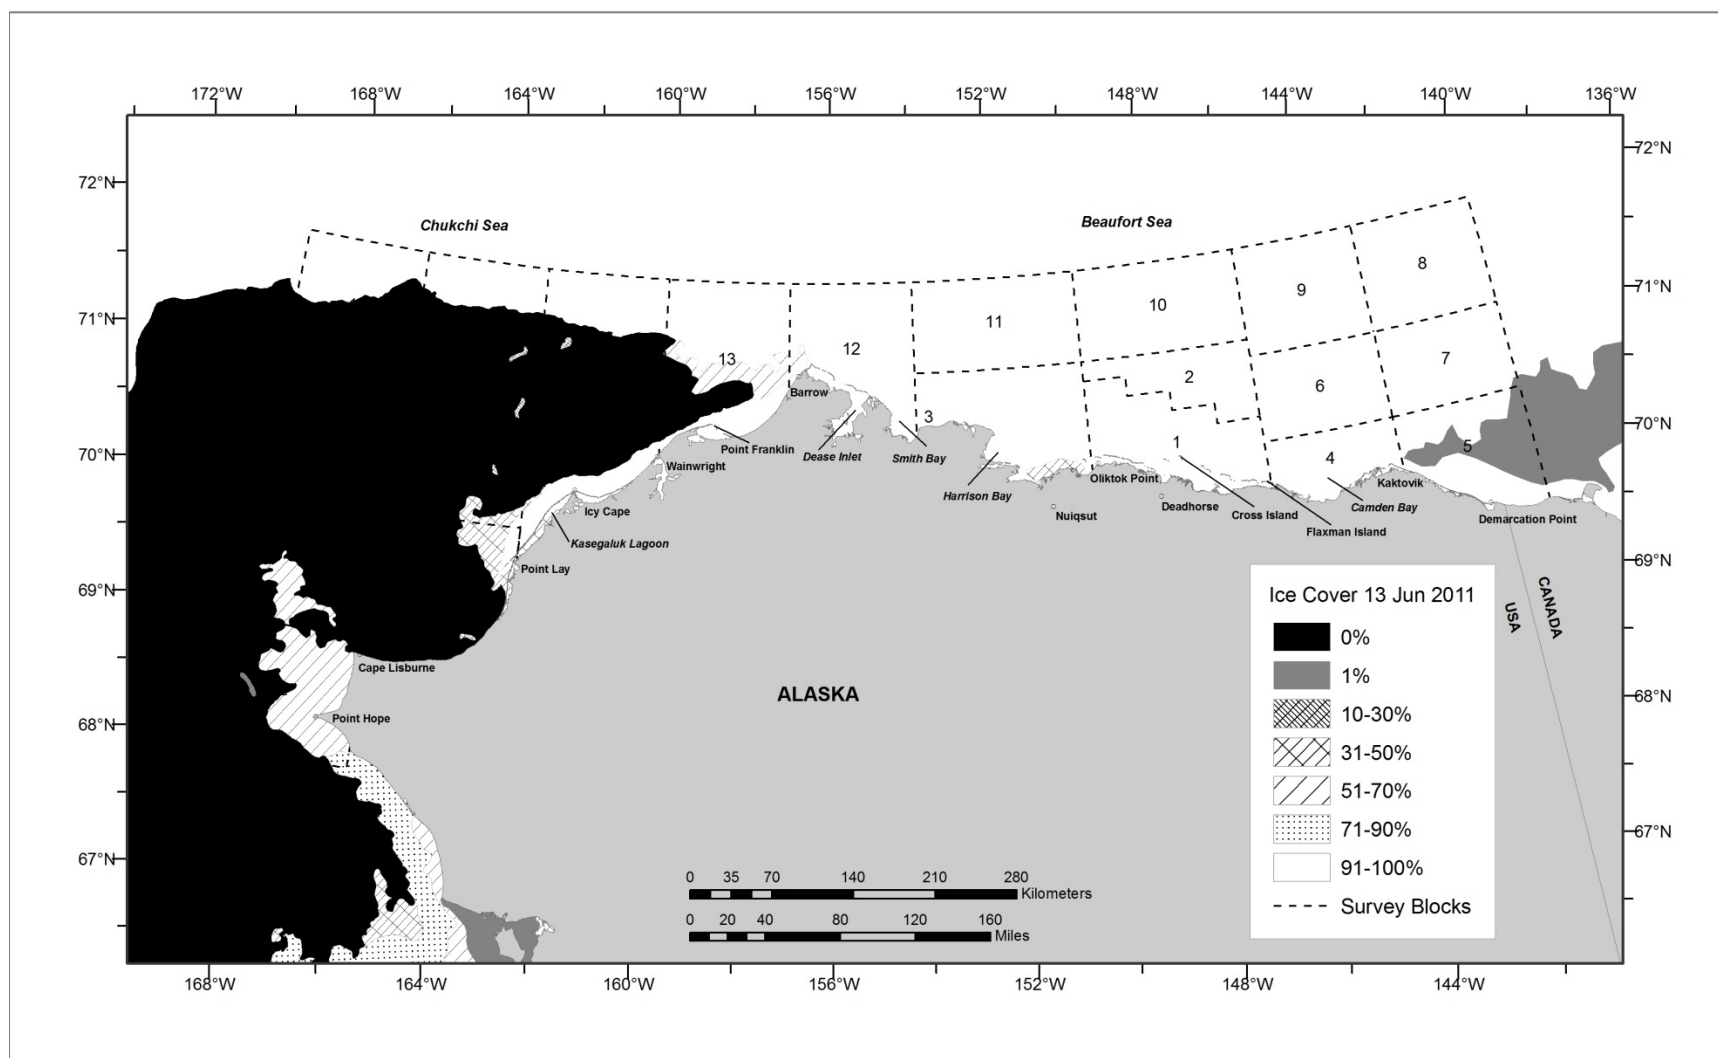 172°W 168°W 164°W 160°W 156°W 152°W 148°W 144°W 140°W 136°W
72°N 72°N
Chukchi Sea Beaufort Sea
8
9
71°N 10 71°N
11
12
13 7
2
6
Barrow
70°N 3 70°N
Point Franklin 1 5
Dease Inlet Smith Bay 4
Wainwright
Harrison Bay Oliktok Point Kaktovik
Icy Cape Nuiqsut Deadhorse Cross Island Camden Bay Demarcation Point
Flaxman Island
Kasegaluk Lagoon
69°N Point Lay 69°N
Cape Lisburne
68°N Point Hope 68°N
ALASKA
USA
CANADA
67°N 67°N
Ice Cover 13 Jun 2011
0%
1%
10-30%
31-50%
51-70%
71-90%
91-100%
Survey Blocks
0 35 70 140 210 280
Kilometers
0 20 40 80 120 160
Miles
168°W 164°W 160°W 156°W 152°W 148°W 144°W